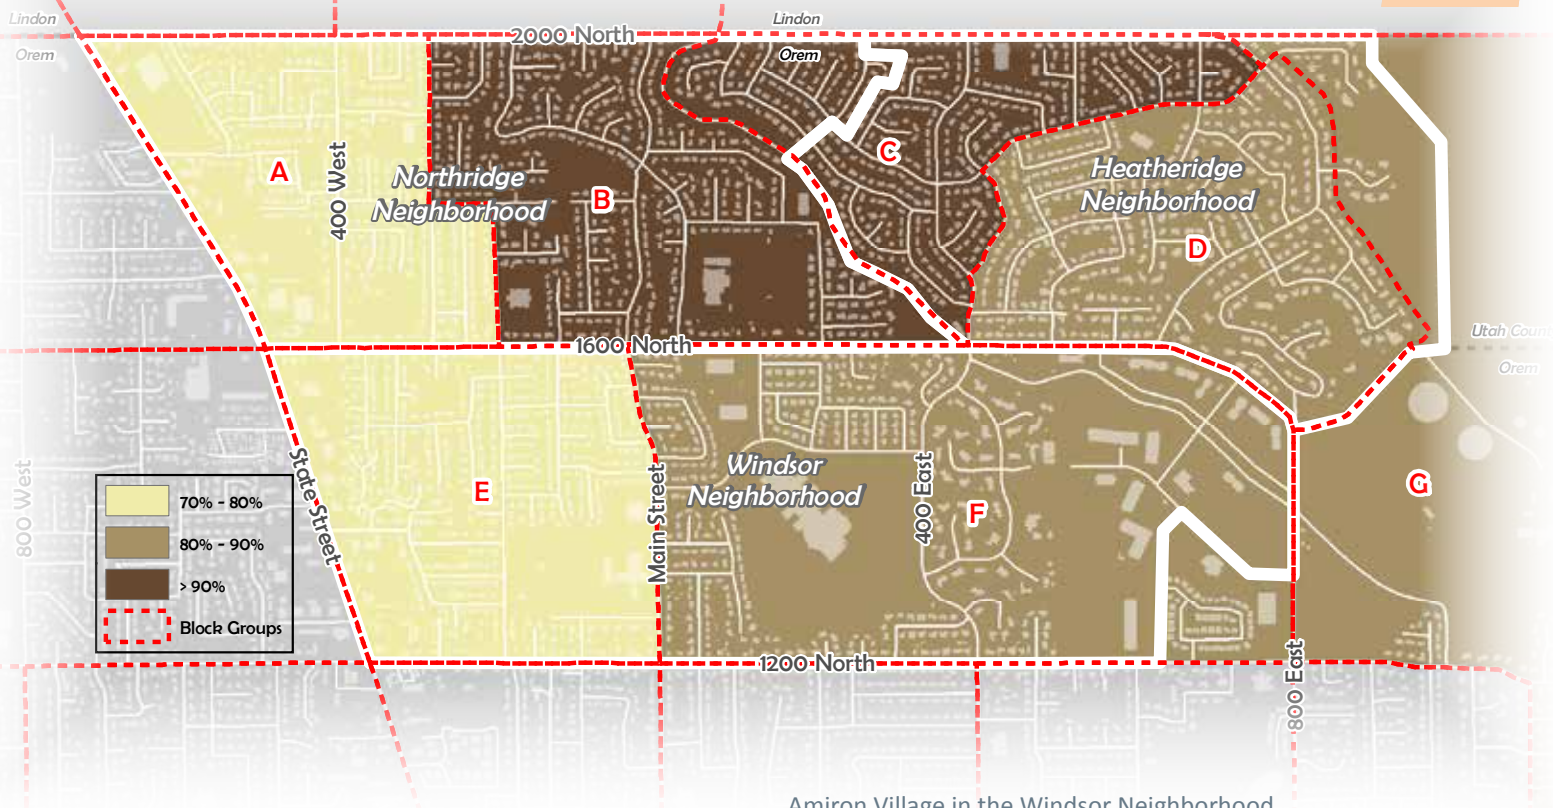 Lindon
Lindon
2000 North
Orem
Orem
A
400 West
Northridge
Neighborhood
B
C
Heatheridge
Neighborhood
D
1600 North
Orem
800 West
State Street
E
Main Street
Windsor
Neighborhood
400 East
F
G
70% - 80%
80% - 90%
> 90%
Block Groups
1200 North
800 East
Amiron Village in the Windsor Neighborhood